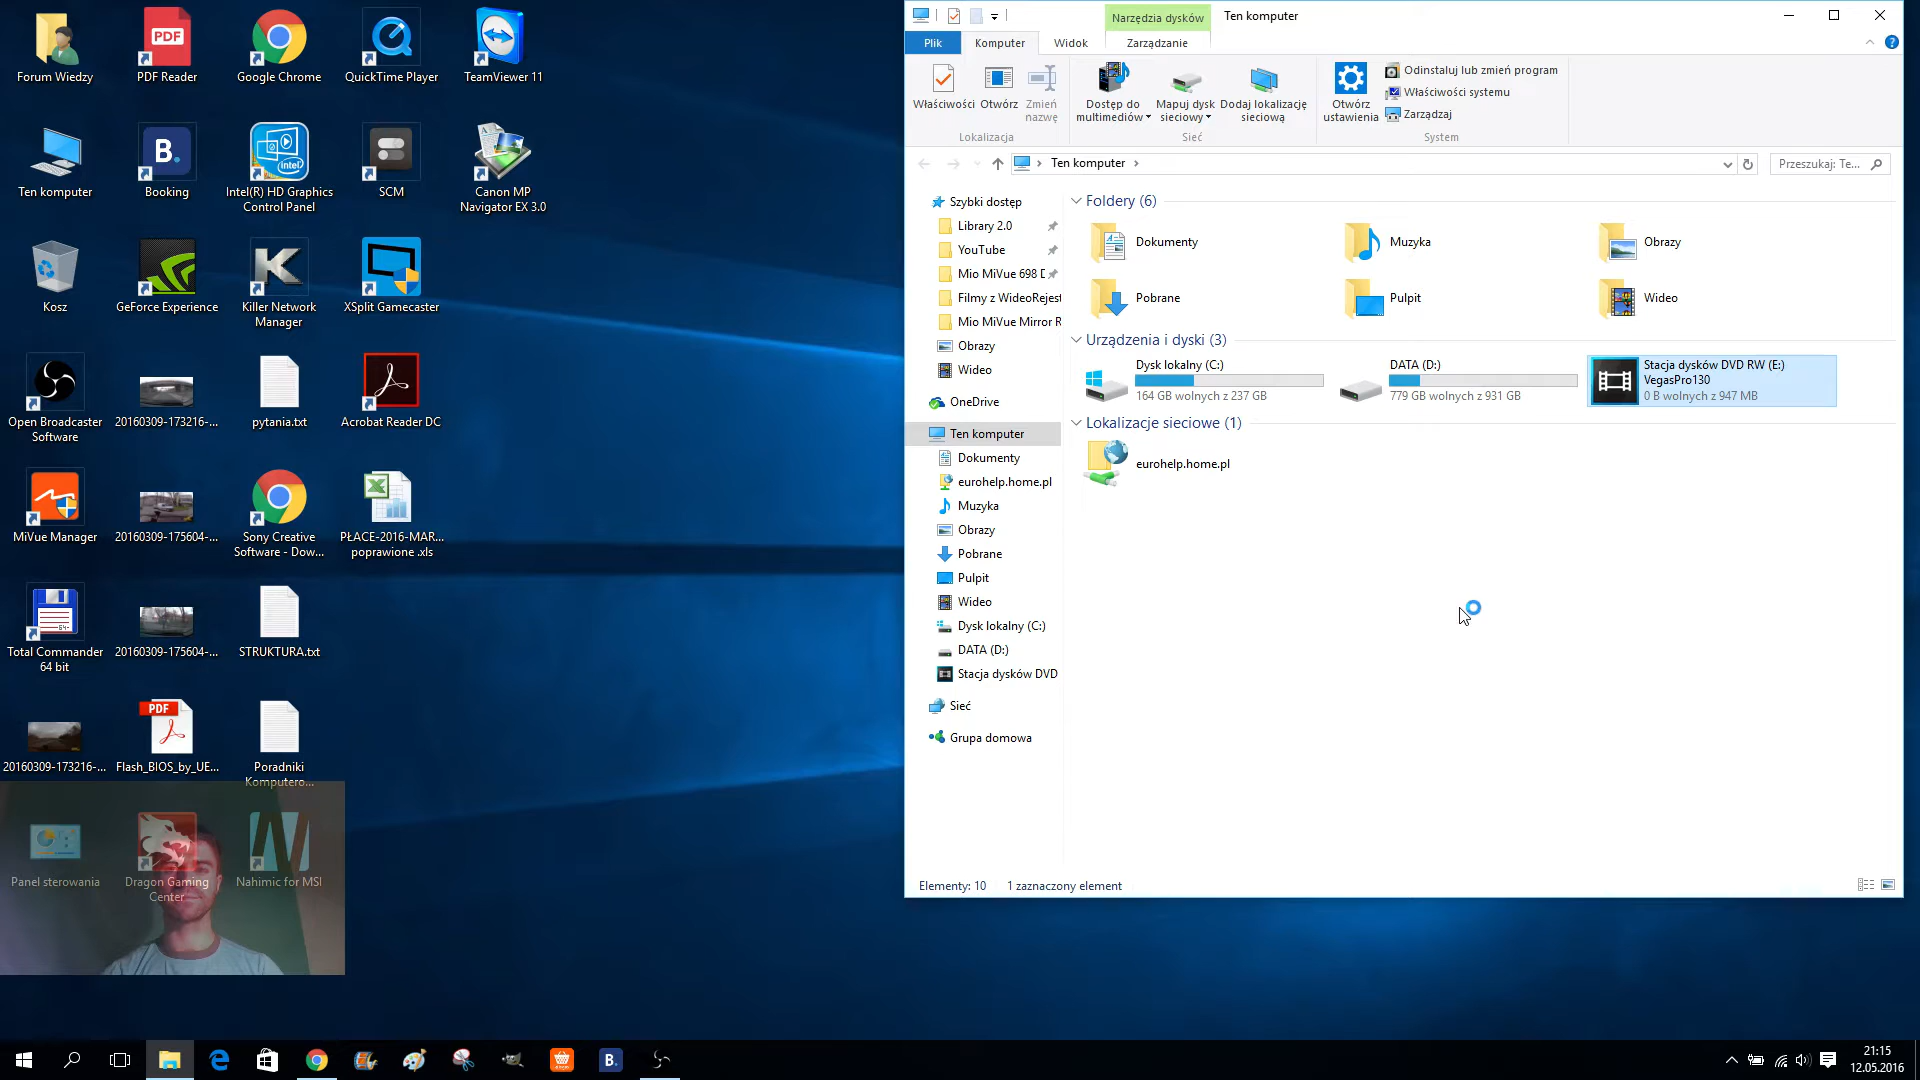 Forum Wiedzy
PDF
PDF Reader
Google Chrome
QuickTime Player
TeamViewer 11
Ten komputer
B.
Booking
intel
Intel(R) HD Graphics
Control Panel
SCM
Canon MP
Navigator EX 3.0
Kosz
GeForce Experience
K
Killer Network
Manager
XSplit Gamecaster
Open Broadcaster
Software
20160309-173216-...
pytania.txt
Acrobat Reader DC
MiVue Manager
20160309-175604-...
Sony Creative
Software - Dow...
PŁACE-2016-MAR...
poprawione .xls
64-
Total Commander
64 bit
20160309-175604-...
STRUKTURA.txt
20160309-173216-...
PDF
Flash_BIOS_by_UE...
Poradniki
Komputero...
Panel sterowania
Dragon Gaming
Center
Nahimic for MSI
Narzędzia dysków
Ten komputer
Plik
Komputer
Widok
Zarządzanie
Właściwości
Otwórz
Zmień
nazwę
Lokalizacja
Dostęp do
multimediów
Mapuj dysk
sieciowy
Dodaj lokalizację
sieciową
Sieć
Otwórz
ustawienia
Odinstaluj lub zmień program
Właściwości systemu
Zarządzaj
System
Ten komputer
Przeszukaj: Te...
Szybki dostęp
Library 2.0
YouTube
Mio MiVue 698 D
Filmy z WideoRejest
Mio MiVue Mirror R
Obrazy
Wideo
OneDrive
Ten komputer
Dokumenty
eurohelp.home.pl
Muzyka
Obrazy
Pobrane
Pulpit
Wideo
Dysk lokalny (C:)
DATA (D:)
Stacja dysków DVD
Sieć
Grupa domowa
Foldery (6)
Dokumenty
Muzyka
Obrazy
Pobrane
Pulpit
Wideo
Urządzenia i dyski (3)
Dysk lokalny (C:)
164 GB wolnych z 237 GB
DATA (D:)
779 GB wolnych z 931 GB
Stacja dysków DVD RW (E:)
VegasPro130
0 B wolnych z 947 MB
Lokalizacje sieciowe (1)
eurohelp.home.pl
Elementy: 10
1 zaznaczony element
B.
21:15
12.05.2016